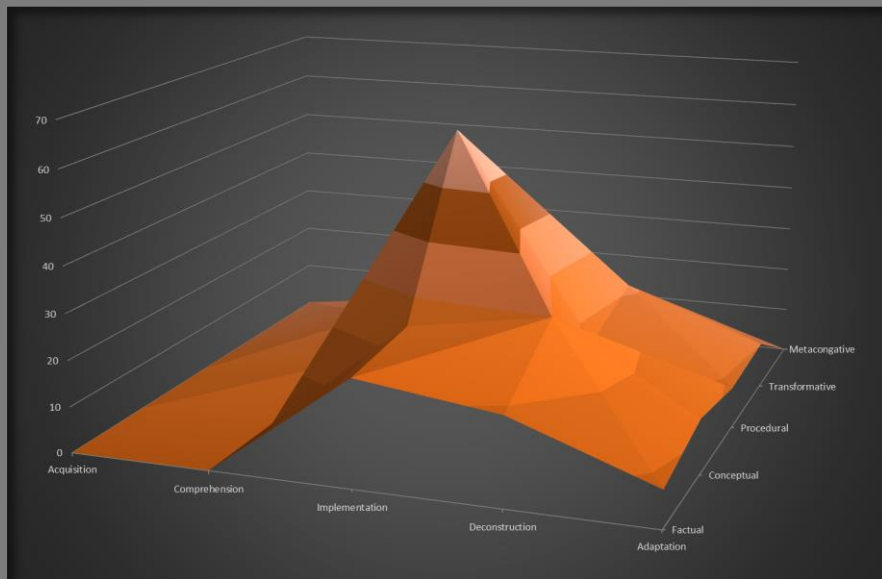 70
60
50
40
30
20
10
0
Acquisition
Comprehension
Implementation
Deconstruction
Adaptation
Factual
Conceptual
Procedural
Transformative
Metacongative